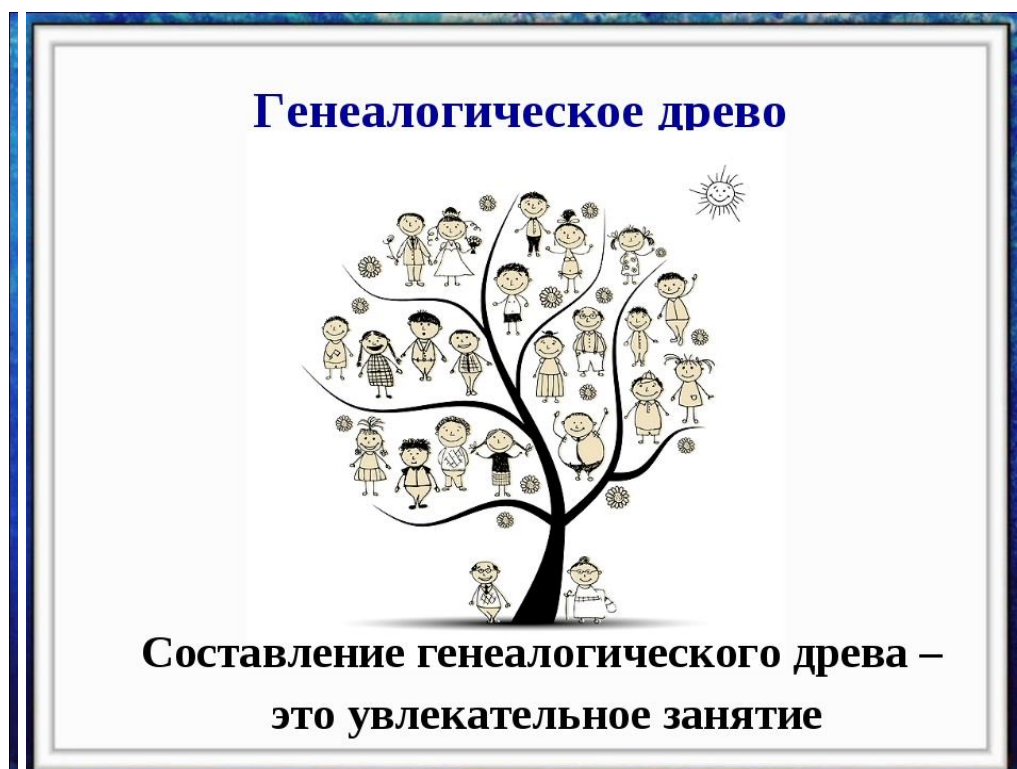 Генеалогическое древо
Составление генеалогического древа –
это увлекательное занятие